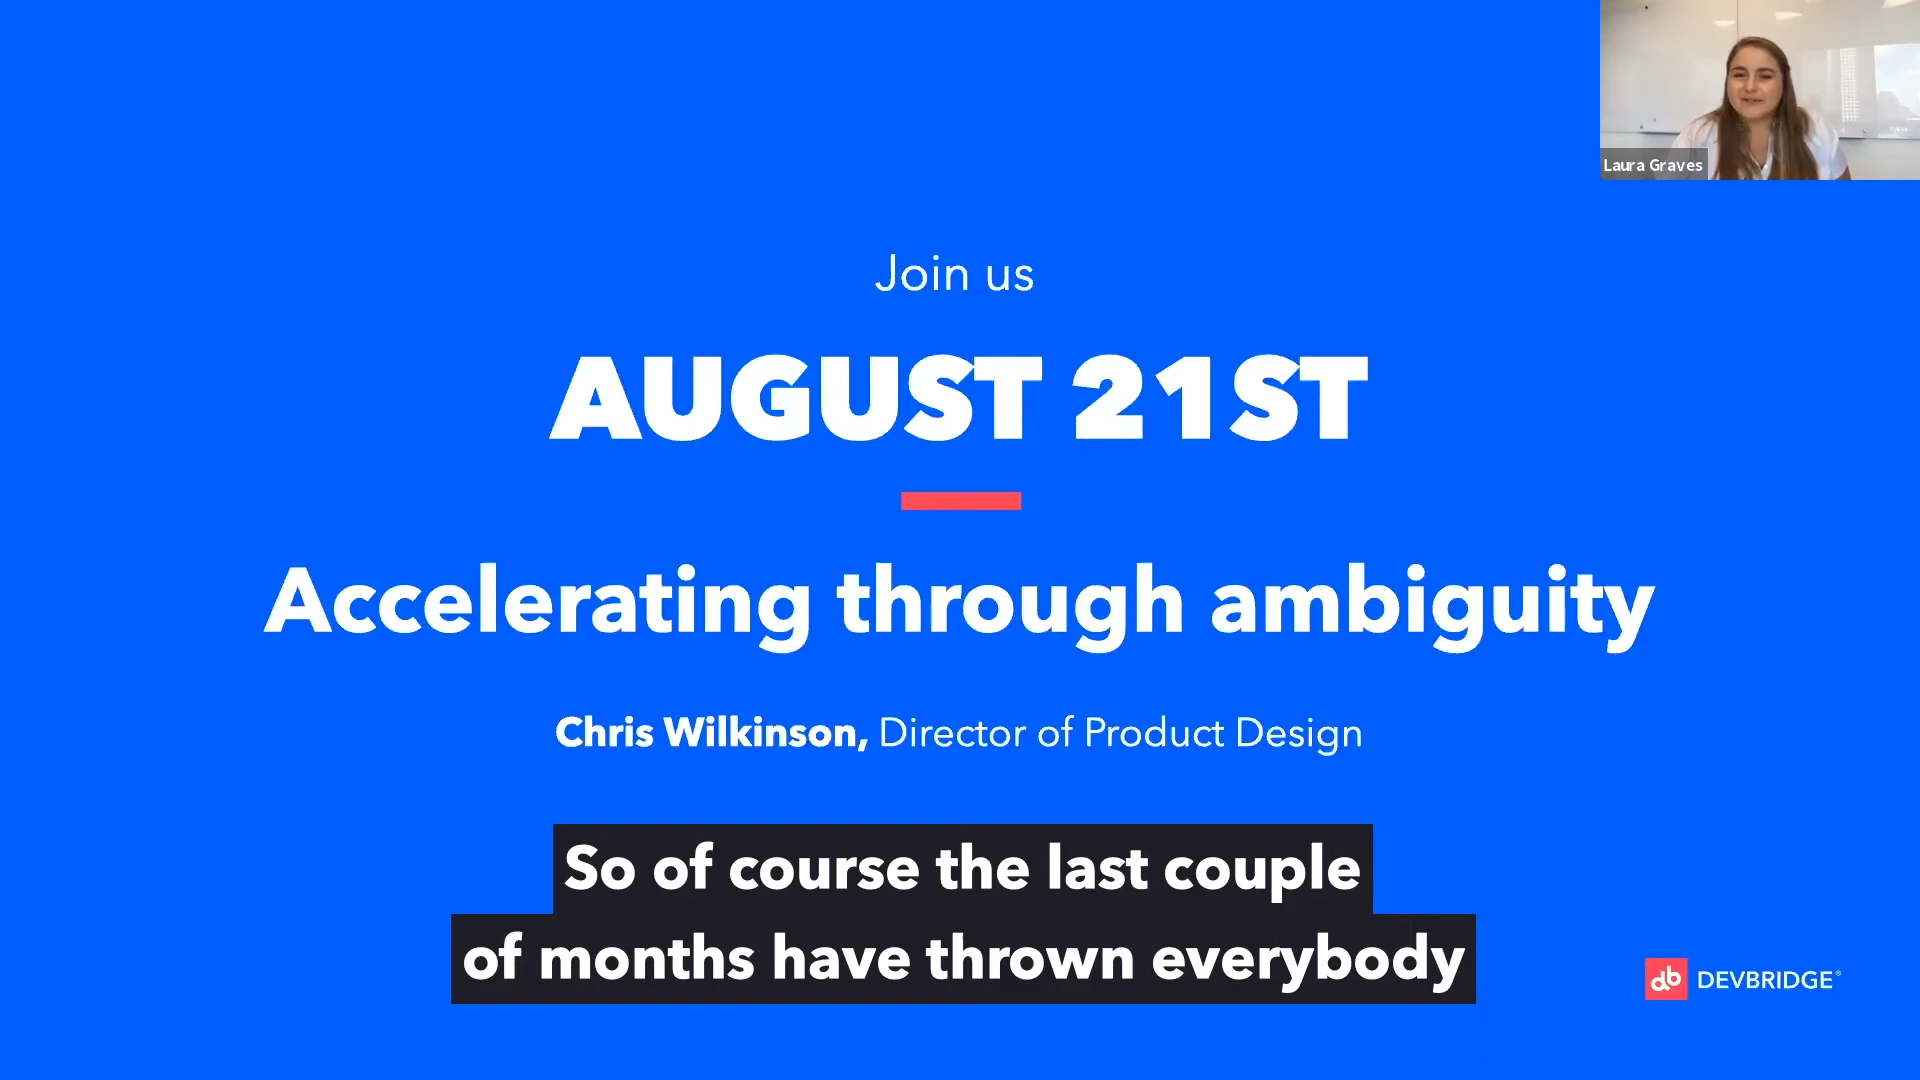 Laura Graves
Join us
AUGUST 21ST
Accelerating through ambiguity
Chris Wilkinson, Director of Product Design
So of course the last couple
of months have thrown everybody
db DEVBRIDGE®